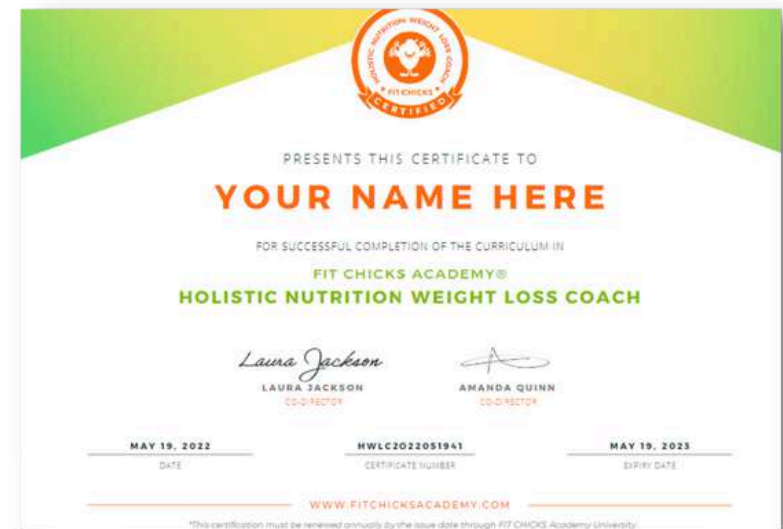 HOLISTIC NUTRITION WEIGHT LOSS COACH
• FIT CHICKS •
CERTIFIED
PRESENTS THIS CERTIFICATE TO
YOUR NAME HERE
FOR SUCCESSFUL COMPLETION OF THE CURRICULUM IN
FIT CHICKS ACADEMY®
HOLISTIC NUTRITION WEIGHT LOSS COACH
Laura Jackson
LAURA JACKSON AMANDA QUINN
CO-DIRECTOR CO-DIRECTOR
MAY 19, 2022 HWLC2022051941 MAY 19, 2023
DATE CERTIFICATE NUMBER EXPIRY DATE
WWW.FITCHICKSACADEMY.COM
*This certification must be renewed annually by the issue date through FIT CHICKS Academy University.